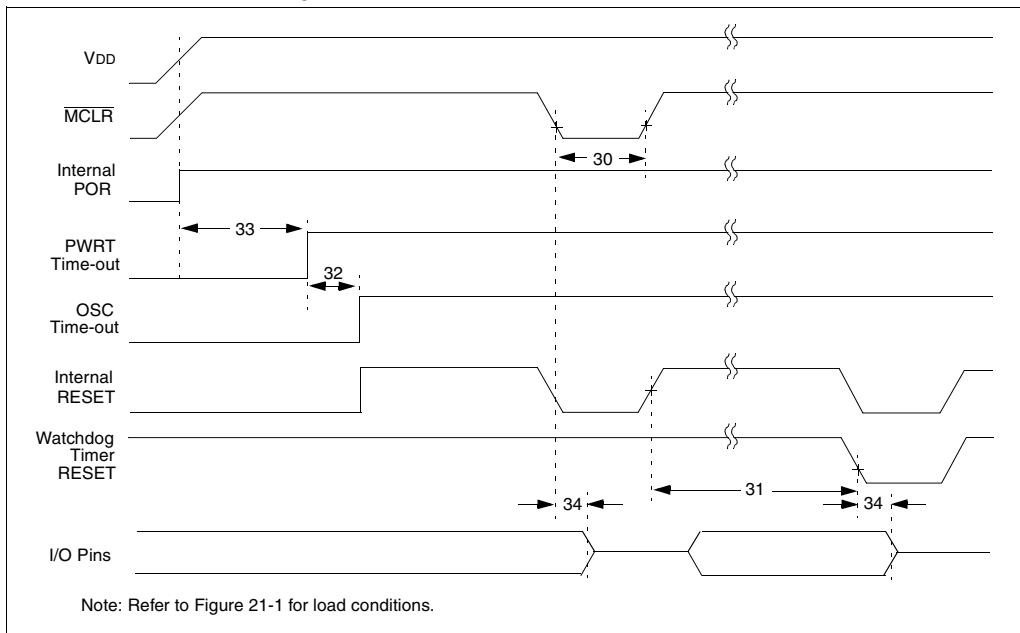 VDD
MCLR
30
Internal
POR
33
PWRT
Time-out
32
OSC
Time-out
Internal
RESET
Watchdog
Timer
RESET
31
34
34
I/O Pins
Note: Refer to Figure 21-1 for load conditions.